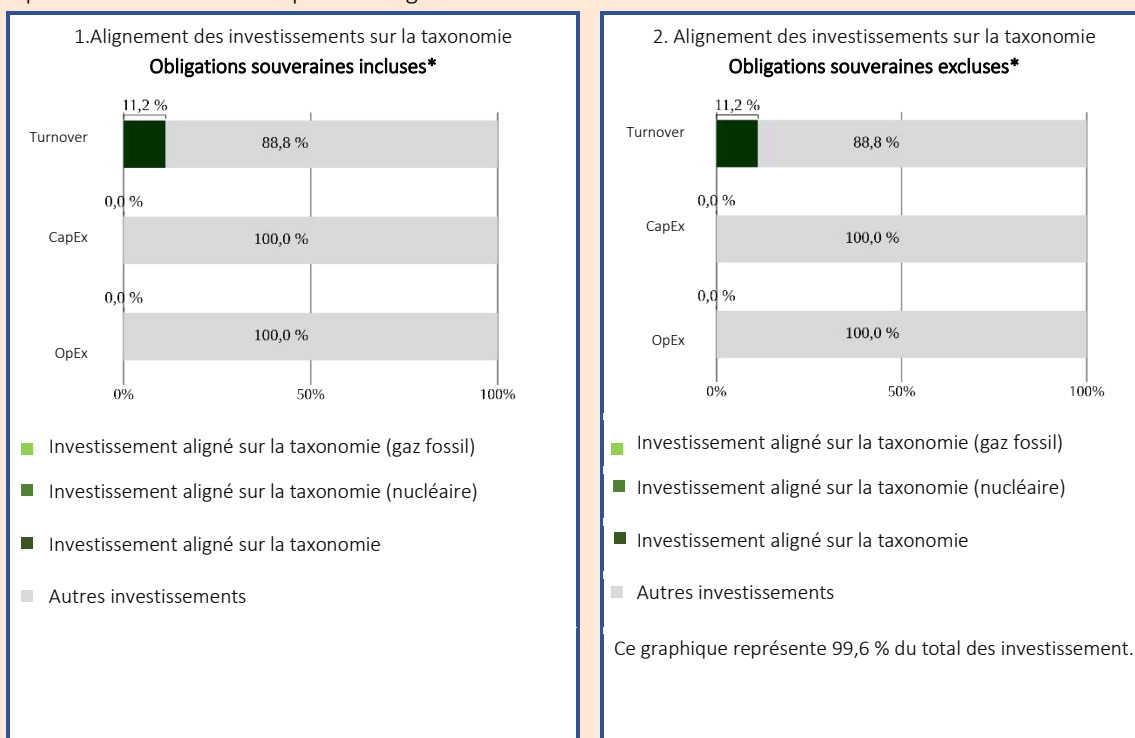 1.Alignement des investissements sur la taxonomie
Obligations souveraines incluses*
11,2 %
Turnover
88,8 %
0,0 %
CapEx
100,0 %
0,0 %
OpEx
100,0 %
0%
50%
100%
Investissement aligné sur la taxonomie (gaz fossil)
Investissement aligné sur la taxonomie (nucléaire)
Investissement aligné sur la taxonomie
Autres investissements
2. Alignement des investissements sur la taxonomie
Obligations souveraines excluses*
11,2 %
Turnover
88,8 %
0,0 %
CapEx
100,0 %
0,0 %
OpEx
100,0 %
0%
50%
100%
Investissement aligné sur la taxonomie (gaz fossil)
Investissement aligné sur la taxonomie (nucléaire)
Investissement aligné sur la taxonomie
Autres investissements
Ce graphique représente 99,6 % du total des investissement.